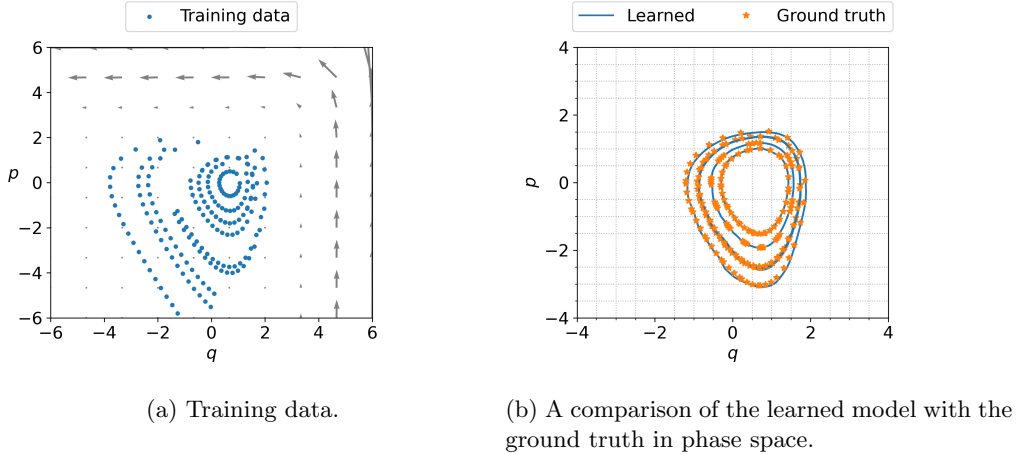 Training data
6
4
2
0
−2
−4
−6
p
−6
−4
−2
0
2
4
6
q
(a) Training data.
Learned
Ground truth
4
2
0
−2
−4
p
−4
−2
0
2
4
q
(b) A comparison of the learned model with the
ground truth in phase space.